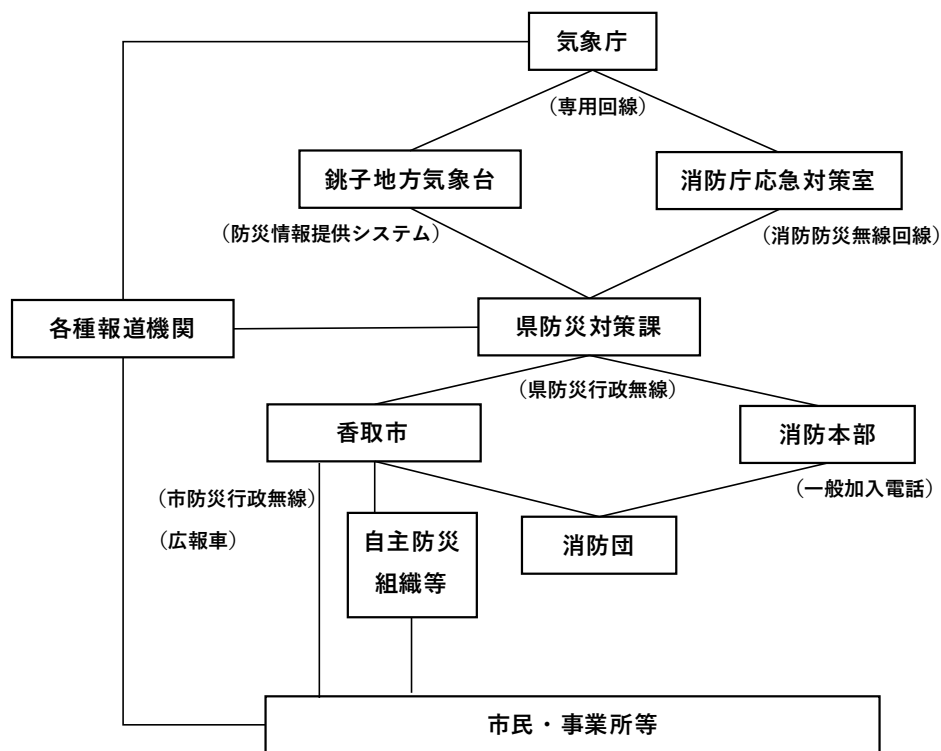 気象庁
（専用回線）
銚子地方気象台
消防庁応急対策室
（防災情報提供システム）
（消防防災無線回線）
各種報道機関
県防災対策課
（県防災行政無線）
香取市
消防本部
（市防災行政無線）
（広報車）
（一般加入電話）
自主防災
組織等
消防団
市民・事業所等